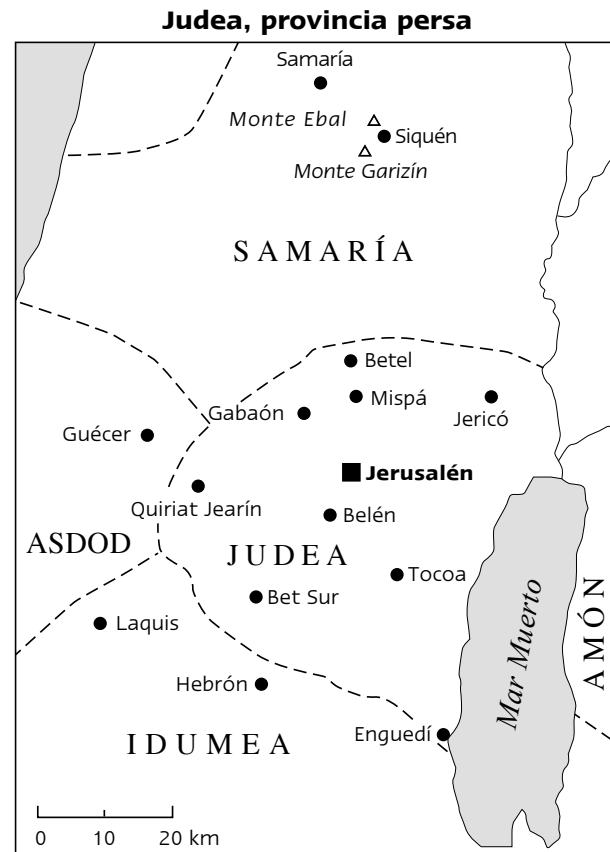 Judea, provincia persa
Samaría
Monte Ebal
Siquén
Monte Garizín
SAMARÍA
Betel
Mispá
Gabaón
Jericó
Guécer
Jerusalén
Quiriat Jearín
Belén
ASDOD
JUDEA
Tocoa
Bet Sur
Laquis
Mar Muerto
AMÓN
Hebrón
Enguedí
IDUMEA
0 10 20 km